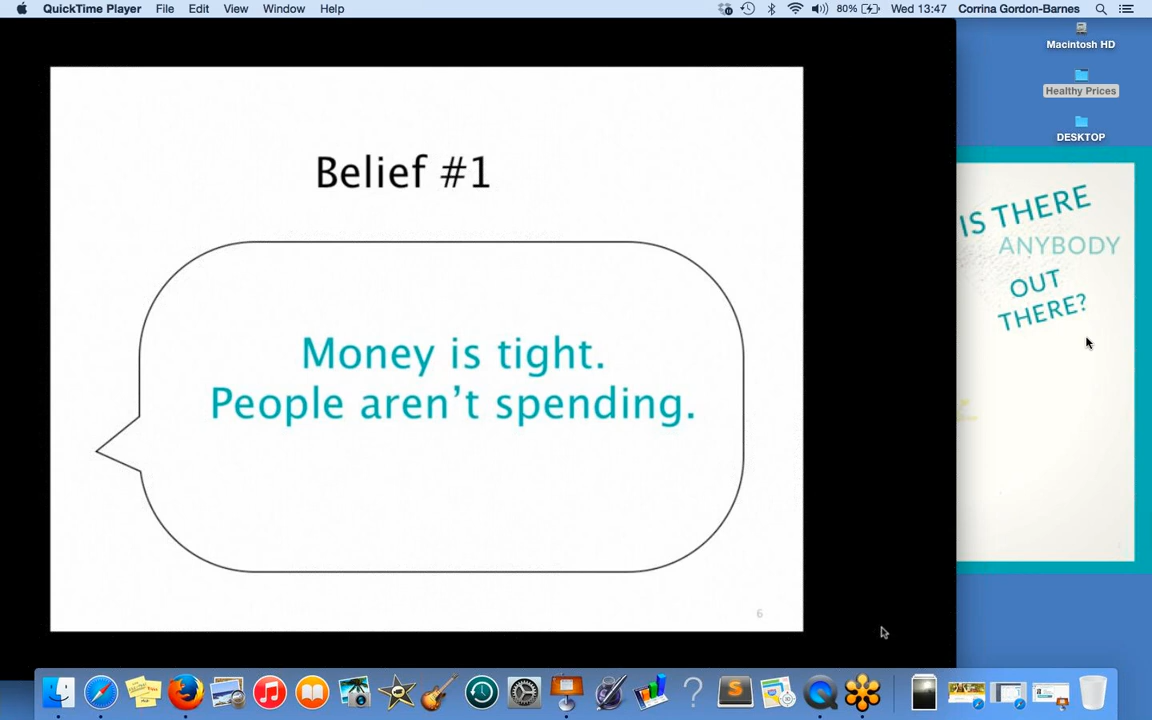 QuickTime Player File Edit View Window Help 80% Wed 13:47 Corrina Gordon-Barnes
Macintosh HD
Healthy Prices
DESKTOP
Belief #1
Money is tight.
People aren't spending.
6
IS THERE
ANYBODY
OUT
THERE?